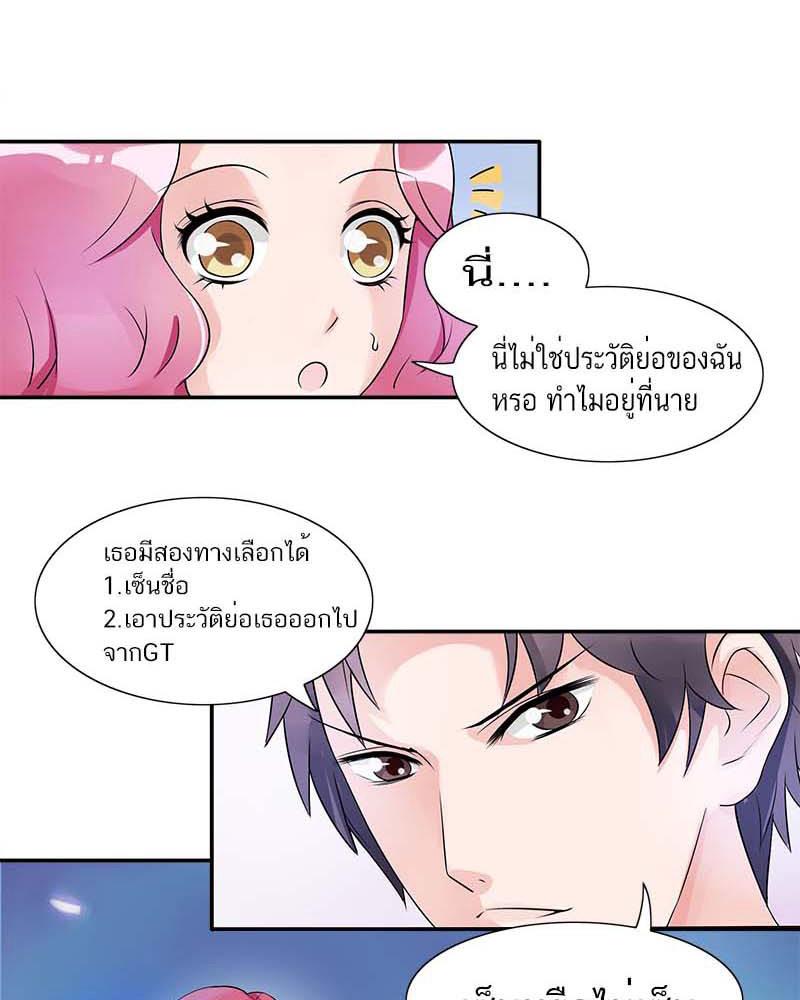 นี่....
นี่ไม่ใช่ประวัติย่อของฉัน
หรอ ทำไมอยู่ที่นาย
เธอมีสองทางเลือกได้
1.เซ็นชื่อ
2.เอาประวัติย่อเธอออกไป
จากGT